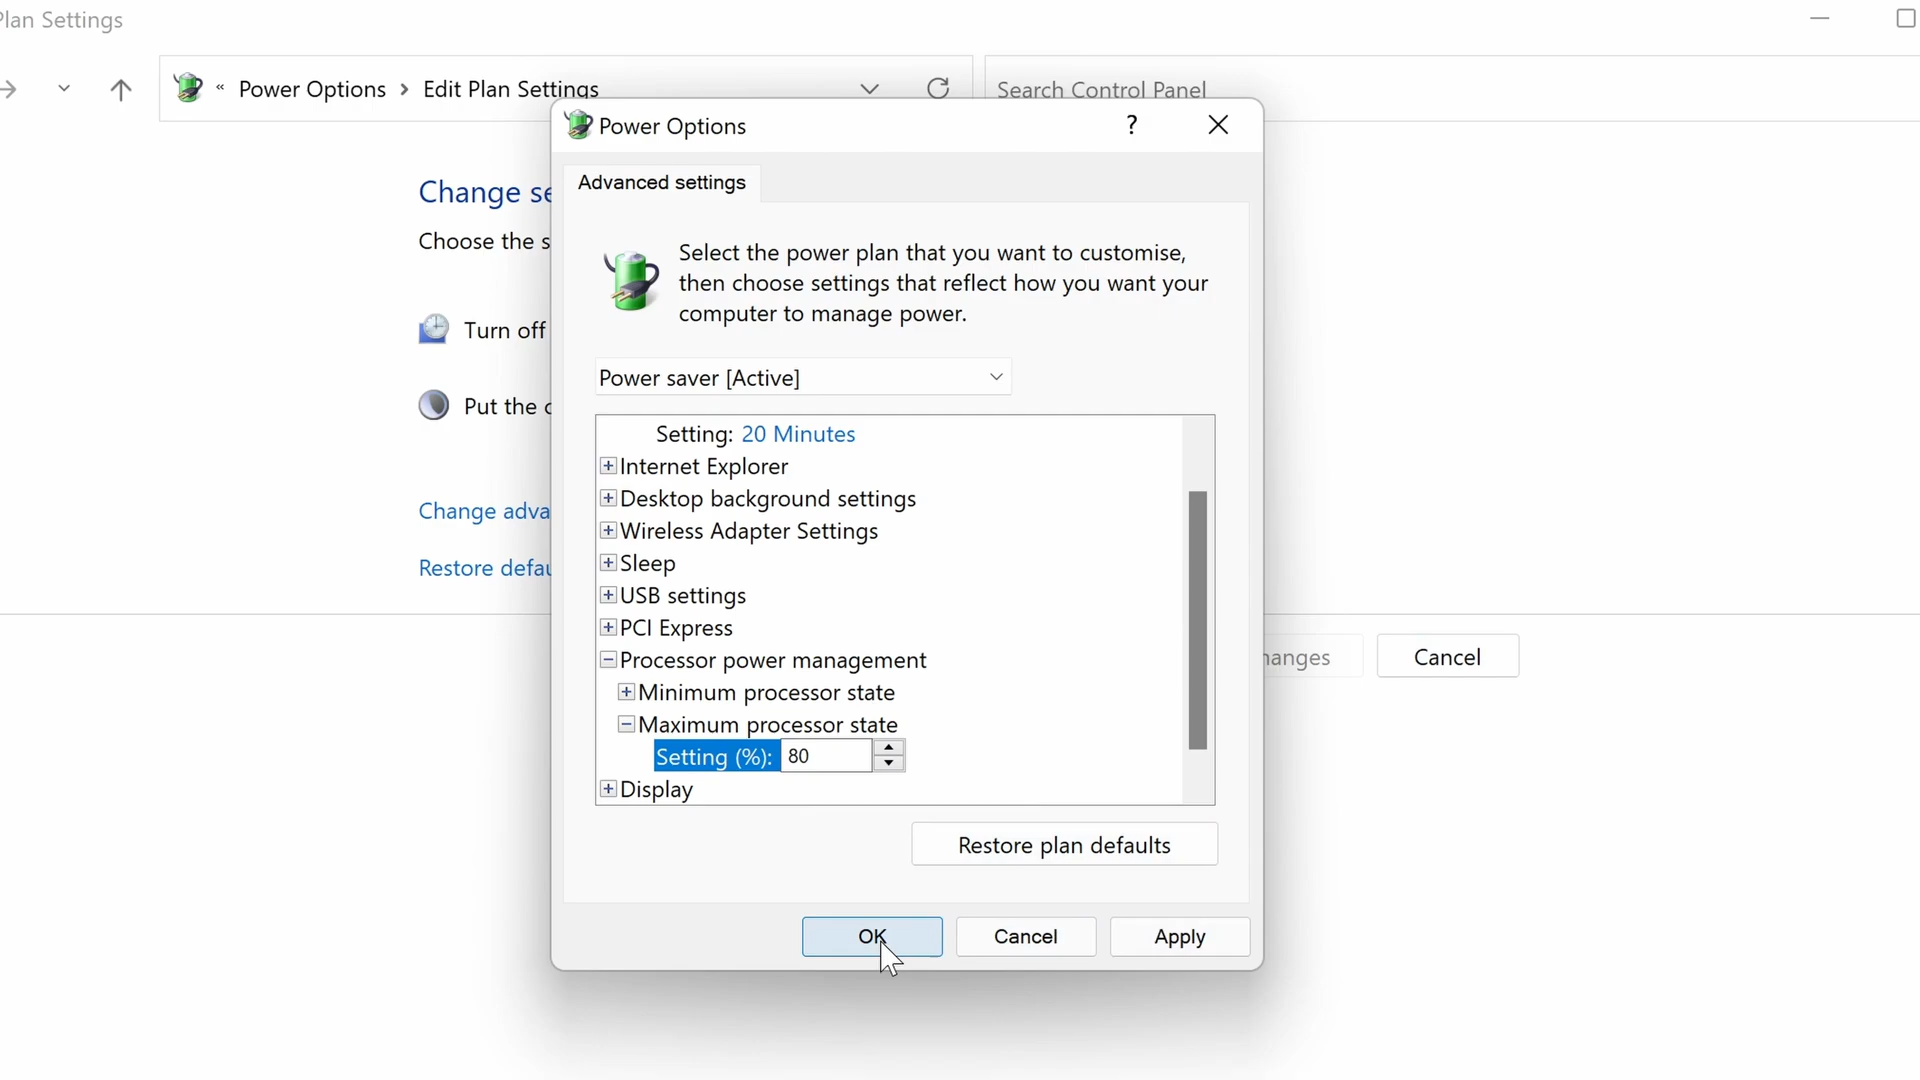 Plan Settings
« Power Options > Edit Plan Settings
Search Control Panel
Power Options
?
Advanced settings
Change se
Choose the s
Select the power plan that you want to customise,
then choose settings that reflect how you want your
computer to manage power.
Turn off
Power saver [Active]
Put the c
Setting: 20 Minutes
Internet Explorer
Desktop background settings
Change adva
Wireless Adapter Settings
Sleep
Restore defau
USB settings
PCI Express
Processor power management
hanges
Cancel
Minimum processor state
Maximum processor state
Setting (%): 80
Display
Restore plan defaults
OK
Cancel
Apply